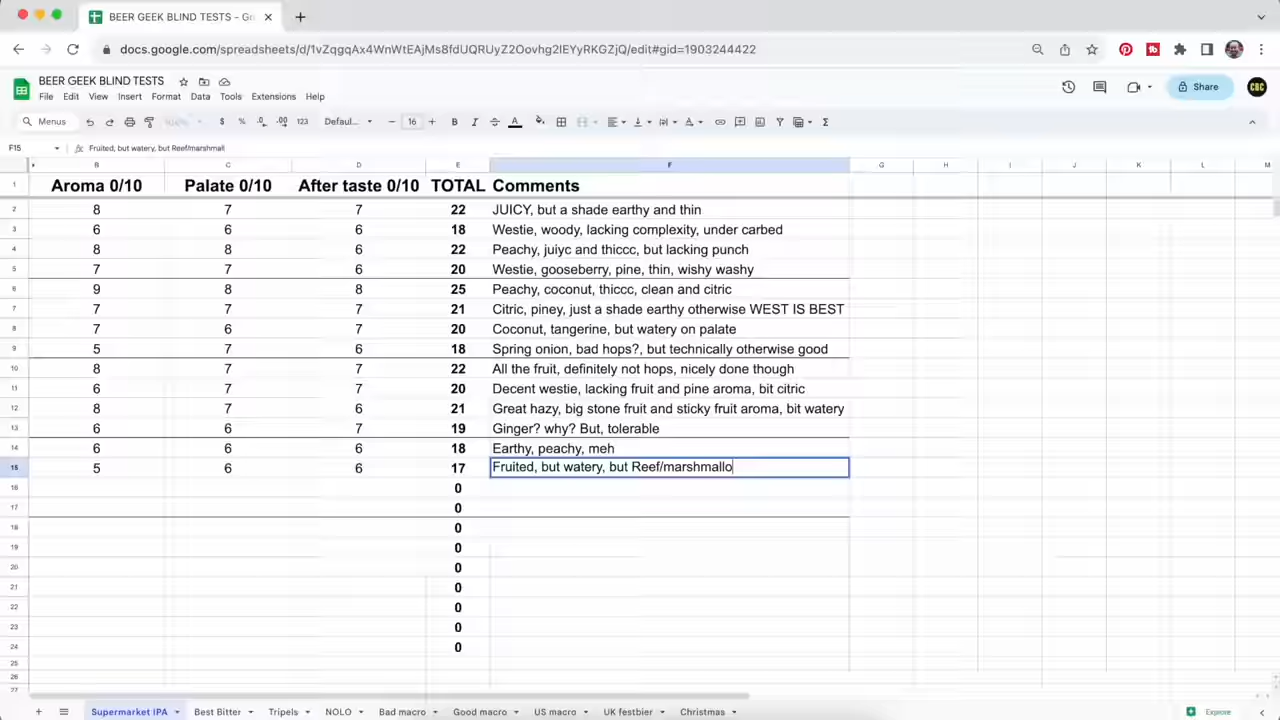 BEER GEEK BLIND TESTS - Go
docs.google.com/spreadsheets/d/1vZqgqAx4WnWtEAjMs8fdUQRUyZ2Oovhg2IEYyRKGZjQ/edit#gid=1903244422
BEER GEEK BLIND TESTS
File Edit View Insert Format Data Tools Extensions Help
Share
CBC
Menus $ % .0 .00 123 Defaul... − 16 + B I A Σ
F15 fx Fruited, but watery, but Reef/marshmall
B C D E F G H I J K L M
1 Aroma 0/10 Palate 0/10 After taste 0/10 TOTAL Comments
2 8 7 7 22 JUICY, but a shade earthy and thin
3 6 6 6 18 Westie, woody, lacking complexity, under carbed
4 8 8 6 22 Peachy, juiyc and thiccc, but lacking punch
5 7 7 6 20 Westie, gooseberry, pine, thin, wishy washy
6 9 8 8 25 Peachy, coconut, thiccc, clean and citric
7 7 7 7 21 Citric, piney, just a shade earthy otherwise WEST IS BEST
8 7 6 7 20 Coconut, tangerine, but watery on palate
9 5 7 6 18 Spring onion, bad hops?, but technically otherwise good
10 8 7 7 22 All the fruit, definitely not hops, nicely done though
11 6 7 7 20 Decent westie, lacking fruit and pine aroma, bit citric
12 8 7 6 21 Great hazy, big stone fruit and sticky fruit aroma, bit watery
13 6 6 7 19 Ginger? why? But, tolerable
14 6 6 6 18 Earthy, peachy, meh
15 5 6 6 17 Fruited, but watery, but Reef/marshmallo
16 0
17 0
18 0
19 0
20 0
21 0
22 0
23 0
24 0
25
26
27
+ Supermarket IPA Best Bitter Tripels NOLO Bad macro Good macro US macro UK festbier Christmas Explore